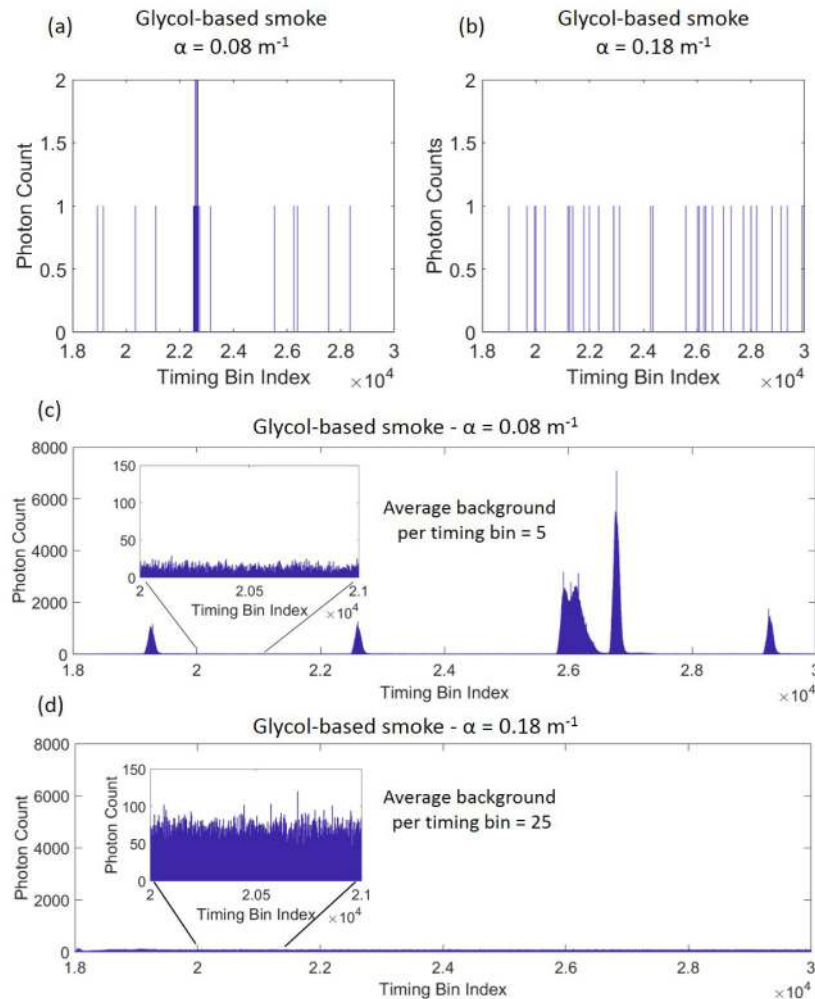 (a) Glycol-based smoke
α = 0.08 m⁻¹
2
1.5
1
0.5
0
Photon Count
1.8 2 2.2 2.4 2.6 2.8 3
Timing Bin Index ×10⁴
(b) Glycol-based smoke
α = 0.18 m⁻¹
2
1.5
1
0.5
0
Photon Counts
1.8 2 2.2 2.4 2.6 2.8 3
Timing Bin Index ×10⁴
(c)
Glycol-based smoke - α = 0.08 m⁻¹
8000
6000
4000
2000
0
Photon Count
150
100
50
0
Photon Count
2 2.05 2.1
Timing Bin Index ×10⁴
Average background
per timing bin = 5
1.8 2 2.2 2.4 2.6 2.8 3
Timing Bin Index ×10⁴
(d)
Glycol-based smoke - α = 0.18 m⁻¹
8000
6000
4000
2000
0
Photon Count
150
100
50
0
Photon Count
2 2.05 2.1
Timing Bin Index ×10⁴
Average background
per timing bin = 25
1.8 2 2.2 2.4 2.6 2.8 3
Timing Bin Index ×10⁴